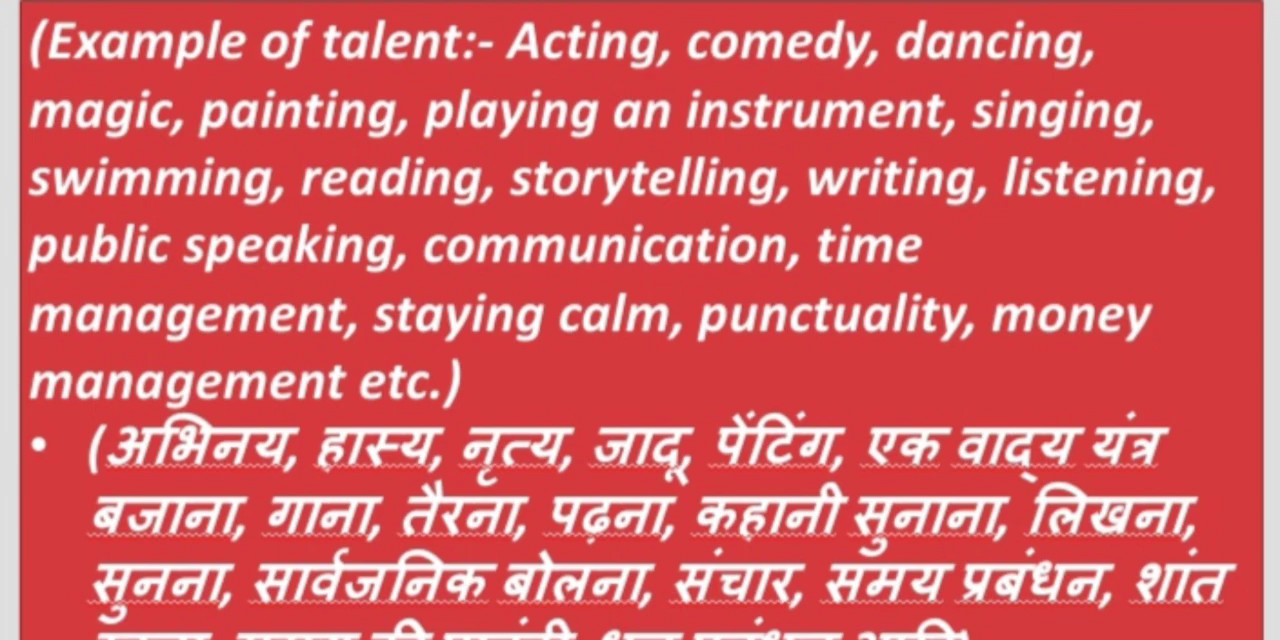 (Example of talent:- Acting, comedy, dancing,
magic, painting, playing an instrument, singing,
swimming, reading, storytelling, writing, listening,
public speaking, communication, time
management, staying calm, punctuality, money
management etc.)
• (अभिनय, हास्य, नृत्य, जादू, पेंटिंग, एक वाद्य यंत्र
बजाना, गाना, तैरना, पढ़ना, कहानी सुनाना, लिखना,
सुनना, सार्वजनिक बोलना, संचार, समय प्रबंधन, शांत